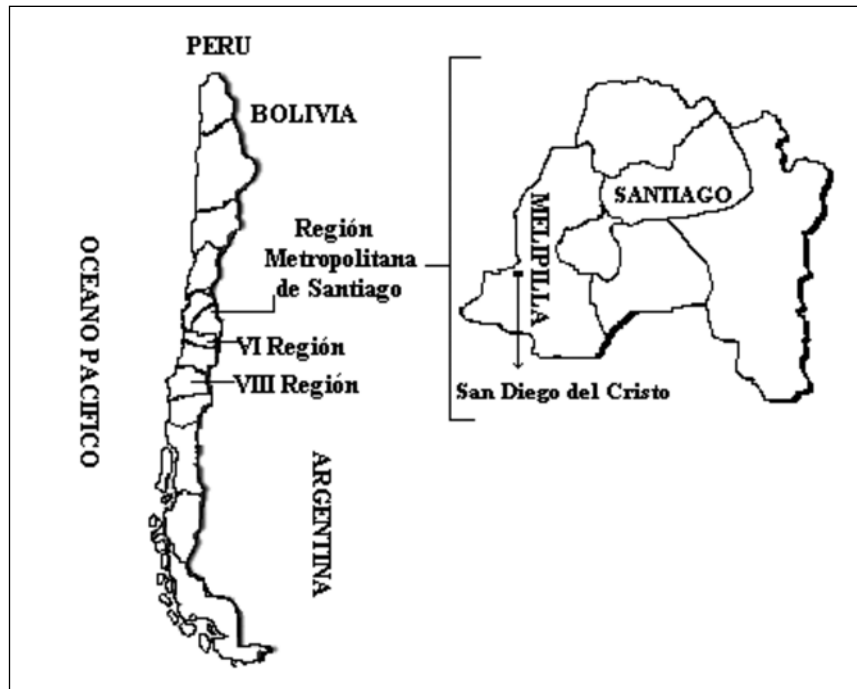 PERU
BOLIVIA
Región
Metropolitana
de Santiago
VI Región
VIII Región
OCEANO PACIFICO
ARGENTINA
SANTIAGO
MELIPILLA
San Diego del Cristo